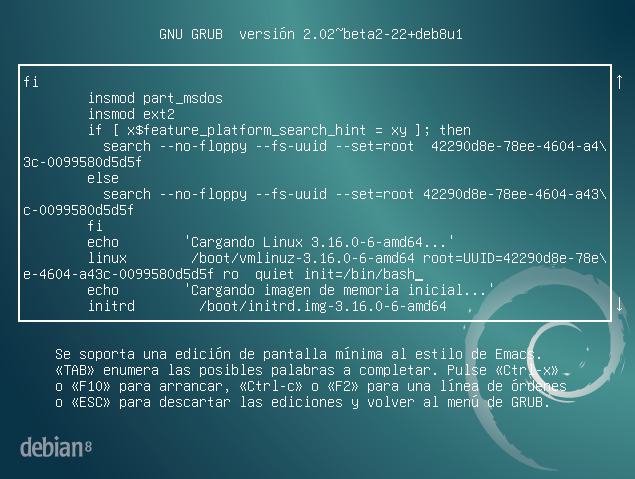 GNU GRUB  versión 2.02~beta2-22+deb8u1
fi
        insmod part_msdos
        insmod ext2
        if [ x$feature_platform_search_hint = xy ]; then
          search --no-floppy --fs-uuid --set=root  42290d8e-78ee-4604-a4\
3c-0099580d5d5f
        else
          search --no-floppy --fs-uuid --set=root 42290d8e-78ee-4604-a43\
c-0099580d5d5f
        fi
        echo        'Cargando Linux 3.16.0-6-amd64...'
        linux        /boot/vmlinuz-3.16.0-6-amd64 root=UUID=42290d8e-78e\
e-4604-a43c-0099580d5d5f ro  quiet init=/bin/bash_
        echo        'Cargando imagen de memoria inicial...'
        initrd        /boot/initrd.img-3.16.0-6-amd64
Se soporta una edición de pantalla mínima al estilo de Emacs.
«TAB» enumera las posibles palabras a completar. Pulse «Ctrl-x»
o «F10» para arrancar, «Ctrl-c» o «F2» para una línea de órdenes
o «ESC» para descartar las ediciones y volver al menú de GRUB.
debian 8